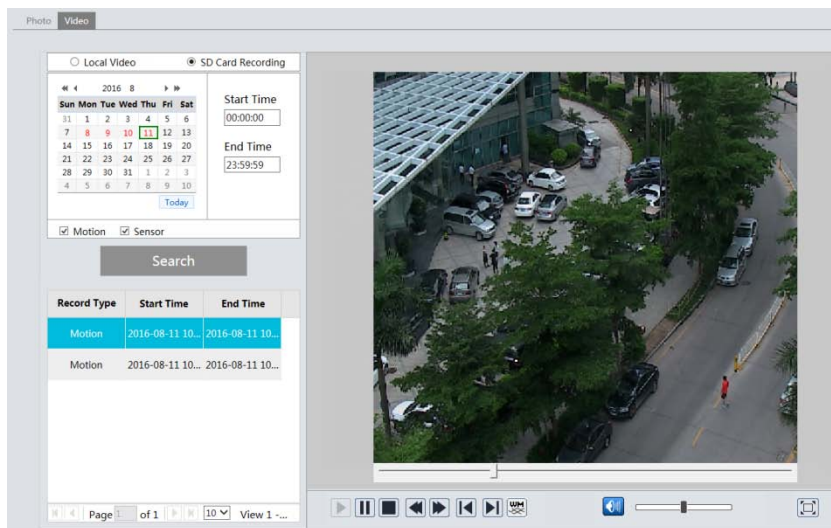 Photo Video
Local Video SD Card Recording
2016 8
Sun Mon Tue Wed Thu Fri Sat
31 1 2 3 4 5 6
7 8 9 10 11 12 13
14 15 16 17 18 19 20
21 22 23 24 25 26 27
28 29 30 31 1 2 3
4 5 6 7 8 9 10
Today
Start Time
00:00:00
End Time
23:59:59
Motion Sensor
Search
Record Type Start Time End Time
Motion 2016-08-11 10... 2016-08-11 10...
Motion 2016-08-11 10... 2016-08-11 10...
Page 1 of 1 10 View 1 -...
WM